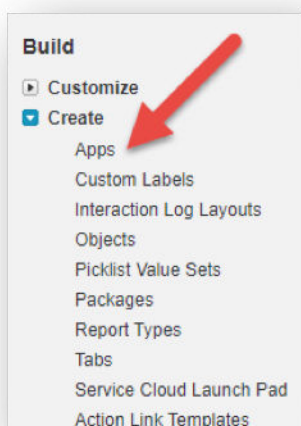 Build
Customize
Create
Apps
Custom Labels
Interaction Log Layouts
Objects
Picklist Value Sets
Packages
Report Types
Tabs
Service Cloud Launch Pad
Action Link Templates